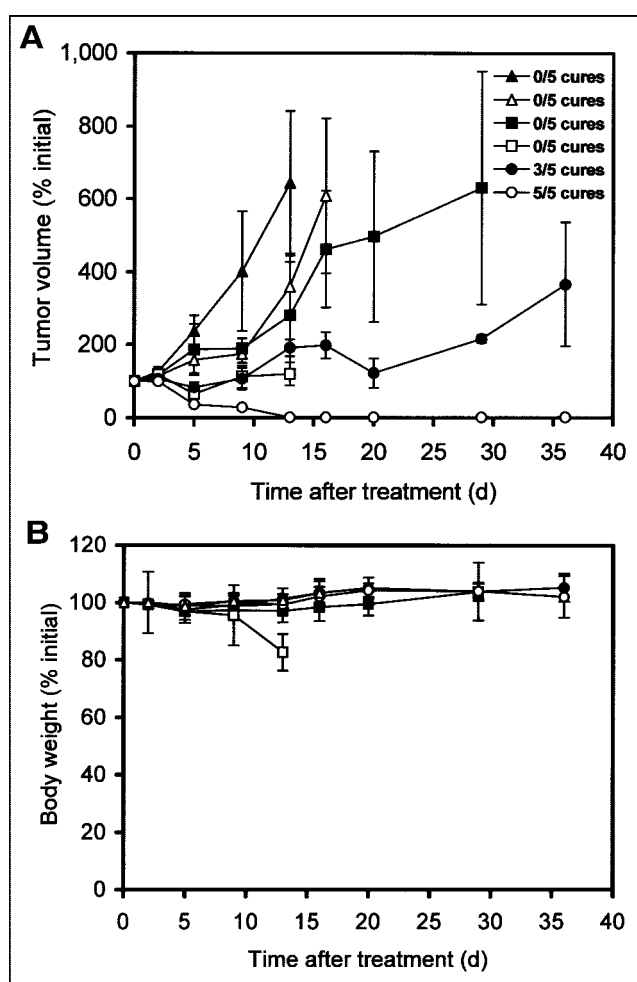 A
1,000
800
600
400
200
0
Tumor volume (% initial)
0/5 cures
0/5 cures
0/5 cures
0/5 cures
3/5 cures
5/5 cures
0 5 10 15 20 25 30 35 40
Time after treatment (d)
B
120
100
80
60
40
20
0
Body weight (% initial)
0 5 10 15 20 25 30 35 40
Time after treatment (d)